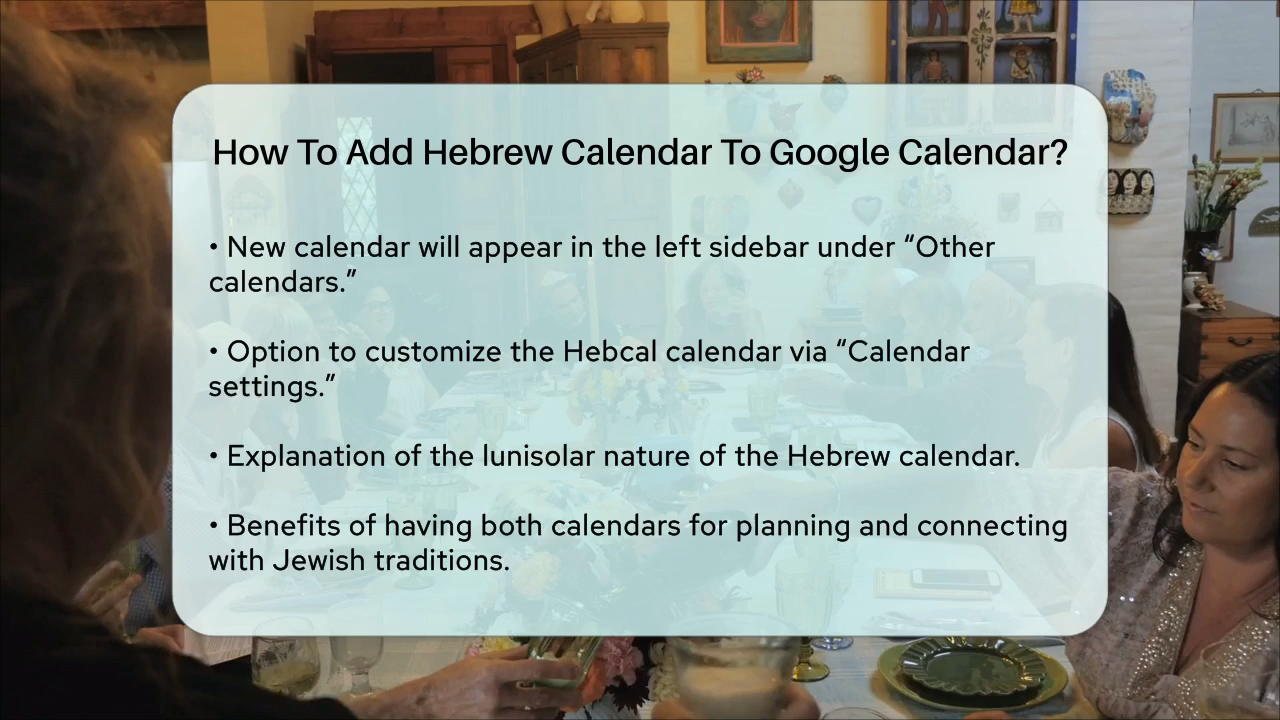 How To Add Hebrew Calendar To Google Calendar?
• New calendar will appear in the left sidebar under “Other
calendars.”
• Option to customize the Hebcal calendar via “Calendar
settings.”
• Explanation of the lunisolar nature of the Hebrew calendar.
• Benefits of having both calendars for planning and connecting
with Jewish traditions.